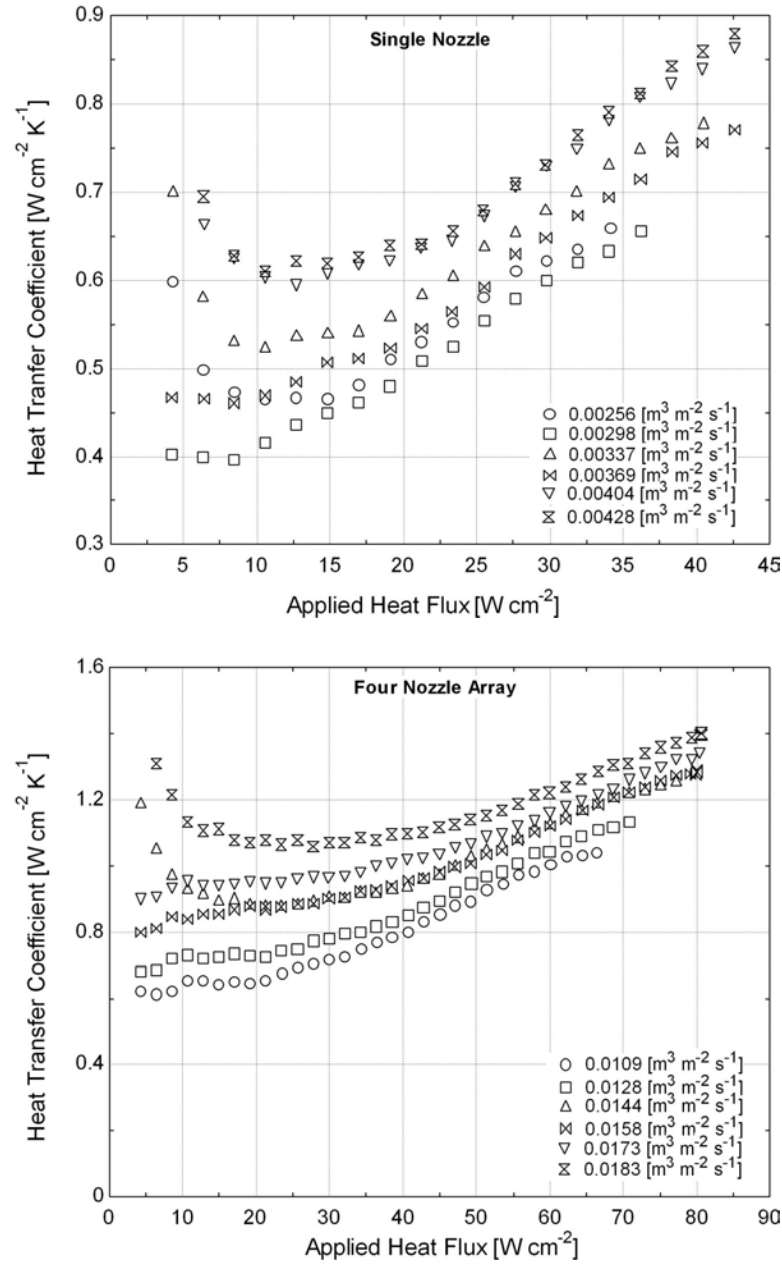 Single Nozzle
Heat Tranfer Coefficient [W cm-2 K-1]
0.9
0.8
0.7
0.6
0.5
0.4
0.3
0.00256 [m3 m-2 s-1]
0.00298 [m3 m-2 s-1]
0.00337 [m3 m-2 s-1]
0.00369 [m3 m-2 s-1]
0.00404 [m3 m-2 s-1]
0.00428 [m3 m-2 s-1]
0 5 10 15 20 25 30 35 40 45
Applied Heat Flux [W cm-2]
Four Nozzle Array
Heat Transfer Coefficient [W cm-2 K-1]
1.6
1.2
0.8
0.4
0
0.0109 [m3 m-2 s-1]
0.0128 [m3 m-2 s-1]
0.0144 [m3 m-2 s-1]
0.0158 [m3 m-2 s-1]
0.0173 [m3 m-2 s-1]
0.0183 [m3 m-2 s-1]
0 10 20 30 40 50 60 70 80 90
Applied Heat Flux [W cm-2]